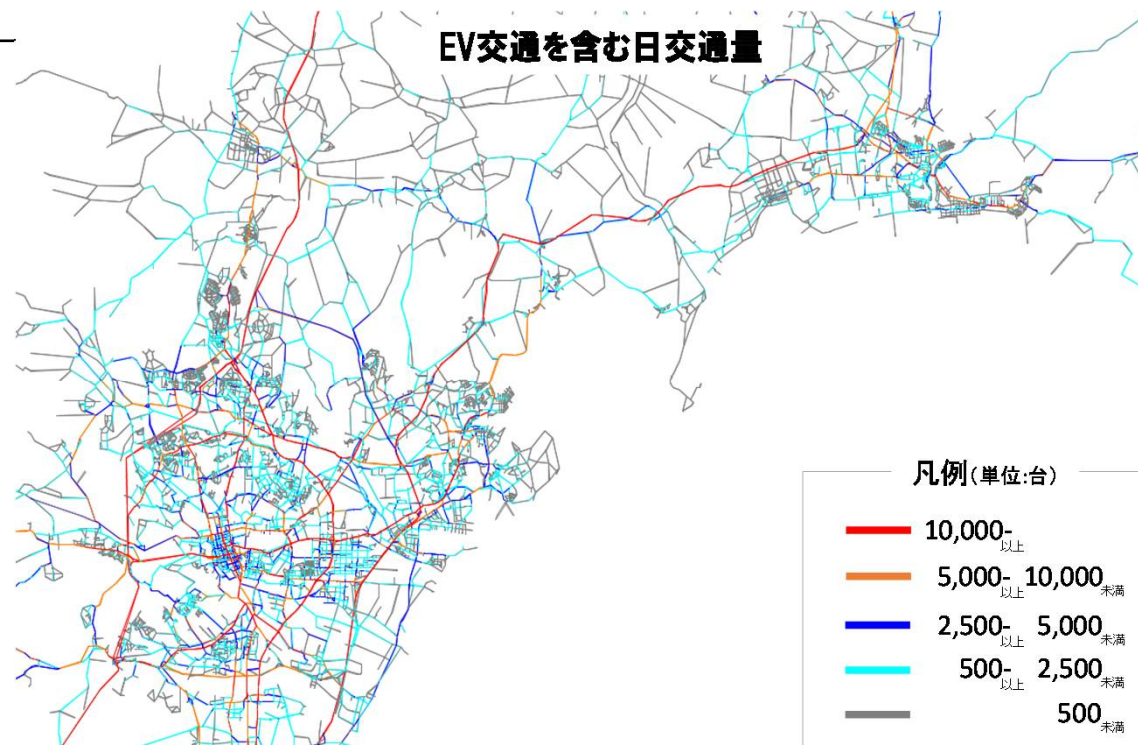 EV交通を含む日交通量
凡例(単位:台)
10,000-以上
5,000-以上 10,000未満
2,500-以上 5,000未満
500-以上 2,500未満
500未満